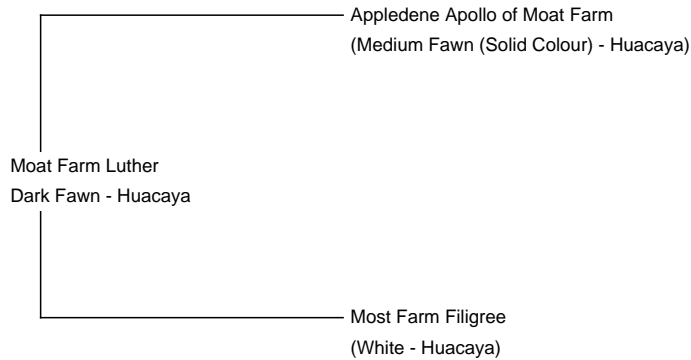 Appledene Apollo of Moat Farm
(Medium Fawn (Solid Colour) - Huacaya)
Moat Farm Luther
Dark Fawn - Huacaya
Most Farm Filigree
(White - Huacaya)